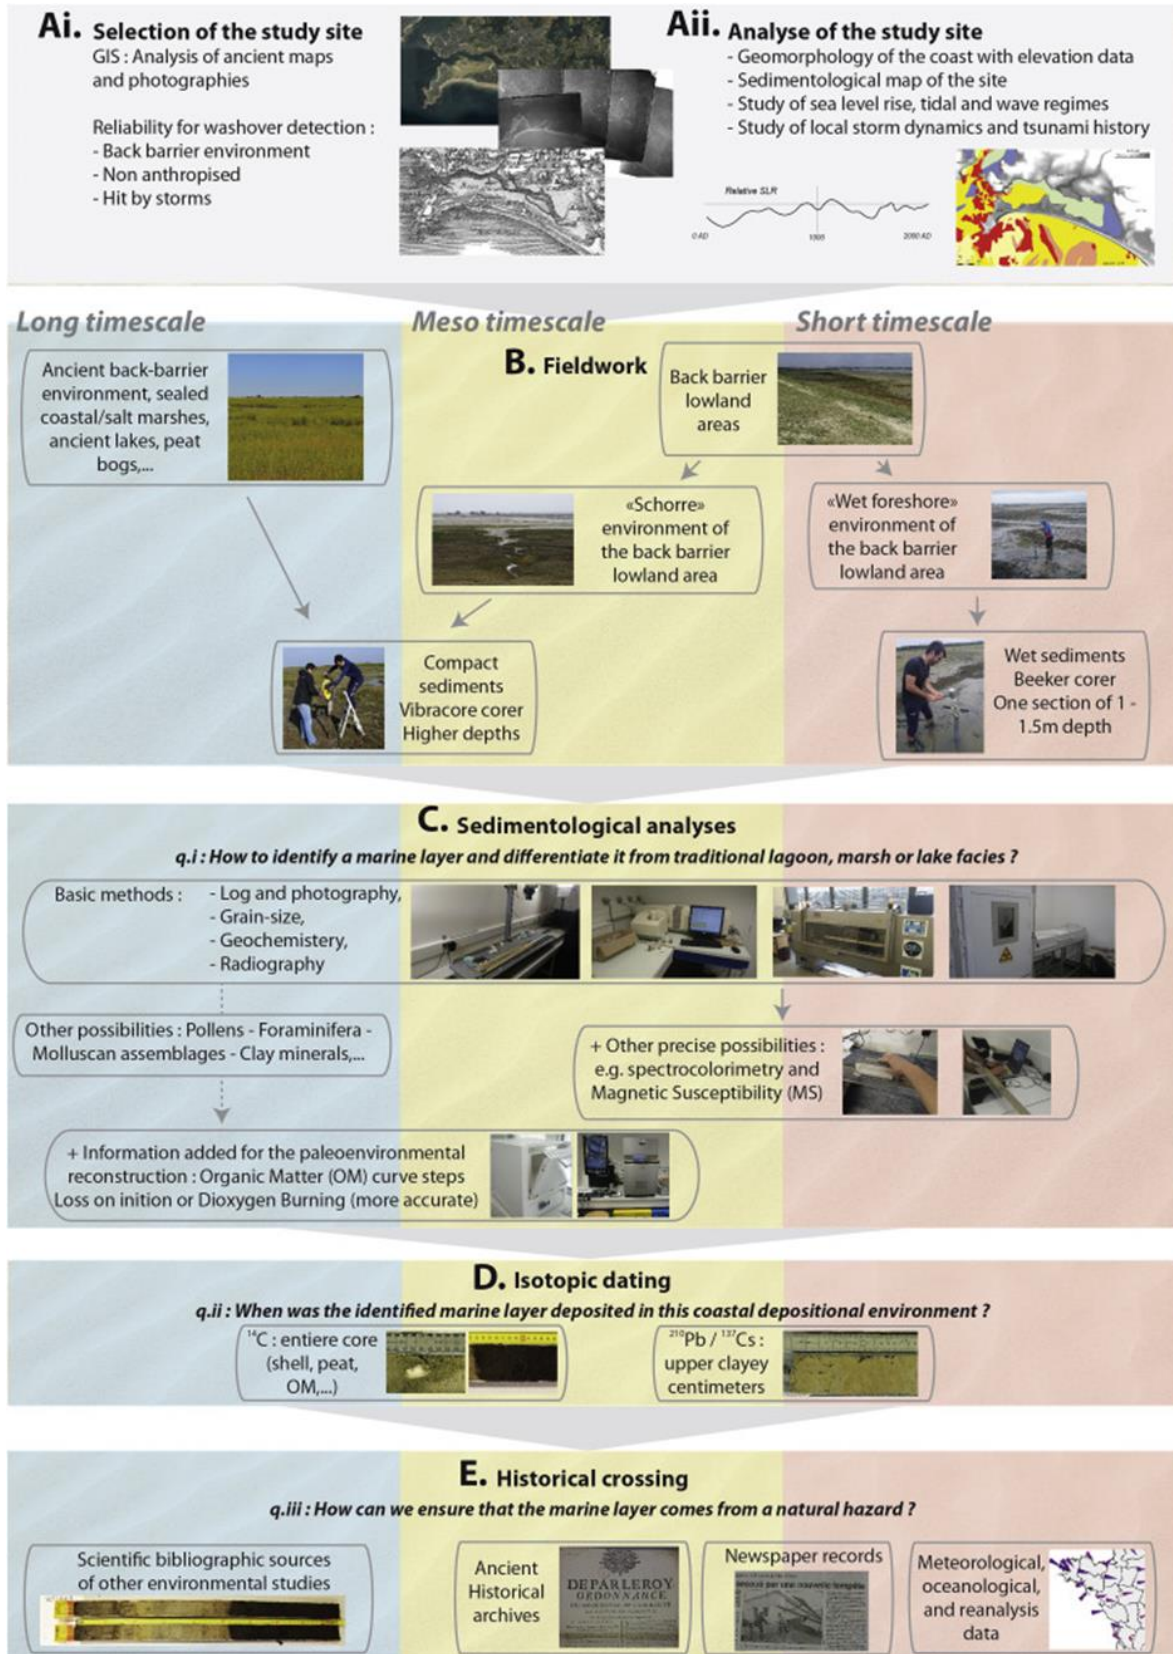 Ai. Selection of the study site
GIS : Analysis of ancient maps
and photographies
Reliability for washover detection :
- Back barrier environment
- Non anthropised
- Hit by storms
Aii. Analyse of the study site
- Geomorphology of the coast with elevation data
- Sedimentological map of the site
- Study of sea level rise, tidal and wave regimes
- Study of local storm dynamics and tsunami history
Relative SLR
0 AD
2000 AD
Long timescale
Meso timescale
Short timescale
B. Fieldwork
Ancient back-barrier
environment, sealed
coastal/salt marshes,
ancient lakes, peat
bogs,...
Back barrier
lowland
areas
«Schorre»
environment of
the back barrier
lowland area
«Wet foreshore»
environment of
the back barrier
lowland area
Compact
sediments
Vibracore corer
Higher depths
Wet sediments
Beeker corer
One section of 1 -
1.5m depth
C. Sedimentological analyses
q.i : How to identify a marine layer and differentiate it from traditional lagoon, marsh or lake facies ?
Basic methods :
- Log and photography,
- Grain-size,
- Geochemistery,
- Radiography
Other possibilities : Pollens - Foraminifera -
Molluscan assemblages - Clay minerals,...
+ Other precise possibilities :
e.g. spectrocolorimetry and
Magnetic Susceptibility (MS)
+ Information added for the paleoenvironmental
reconstruction : Organic Matter (OM) curve steps
Loss on inition or Dioxygen Burning (more accurate)
D. Isotopic dating
q.ii : When was the identified marine layer deposited in this coastal depositional environment ?
¹⁴C : entiere core
(shell, peat,
OM,...)
²¹⁰Pb / ¹³⁷Cs :
upper clayey
centimeters
E. Historical crossing
q.iii : How can we ensure that the marine layer comes from a natural hazard ?
Scientific bibliographic sources
of other environmental studies
Ancient
Historical
archives
DE PAR LE ROY
ORDONNANCE
Newspaper records
par une nouvelle tempête
Meteorological,
oceanological,
and reanalysis
data